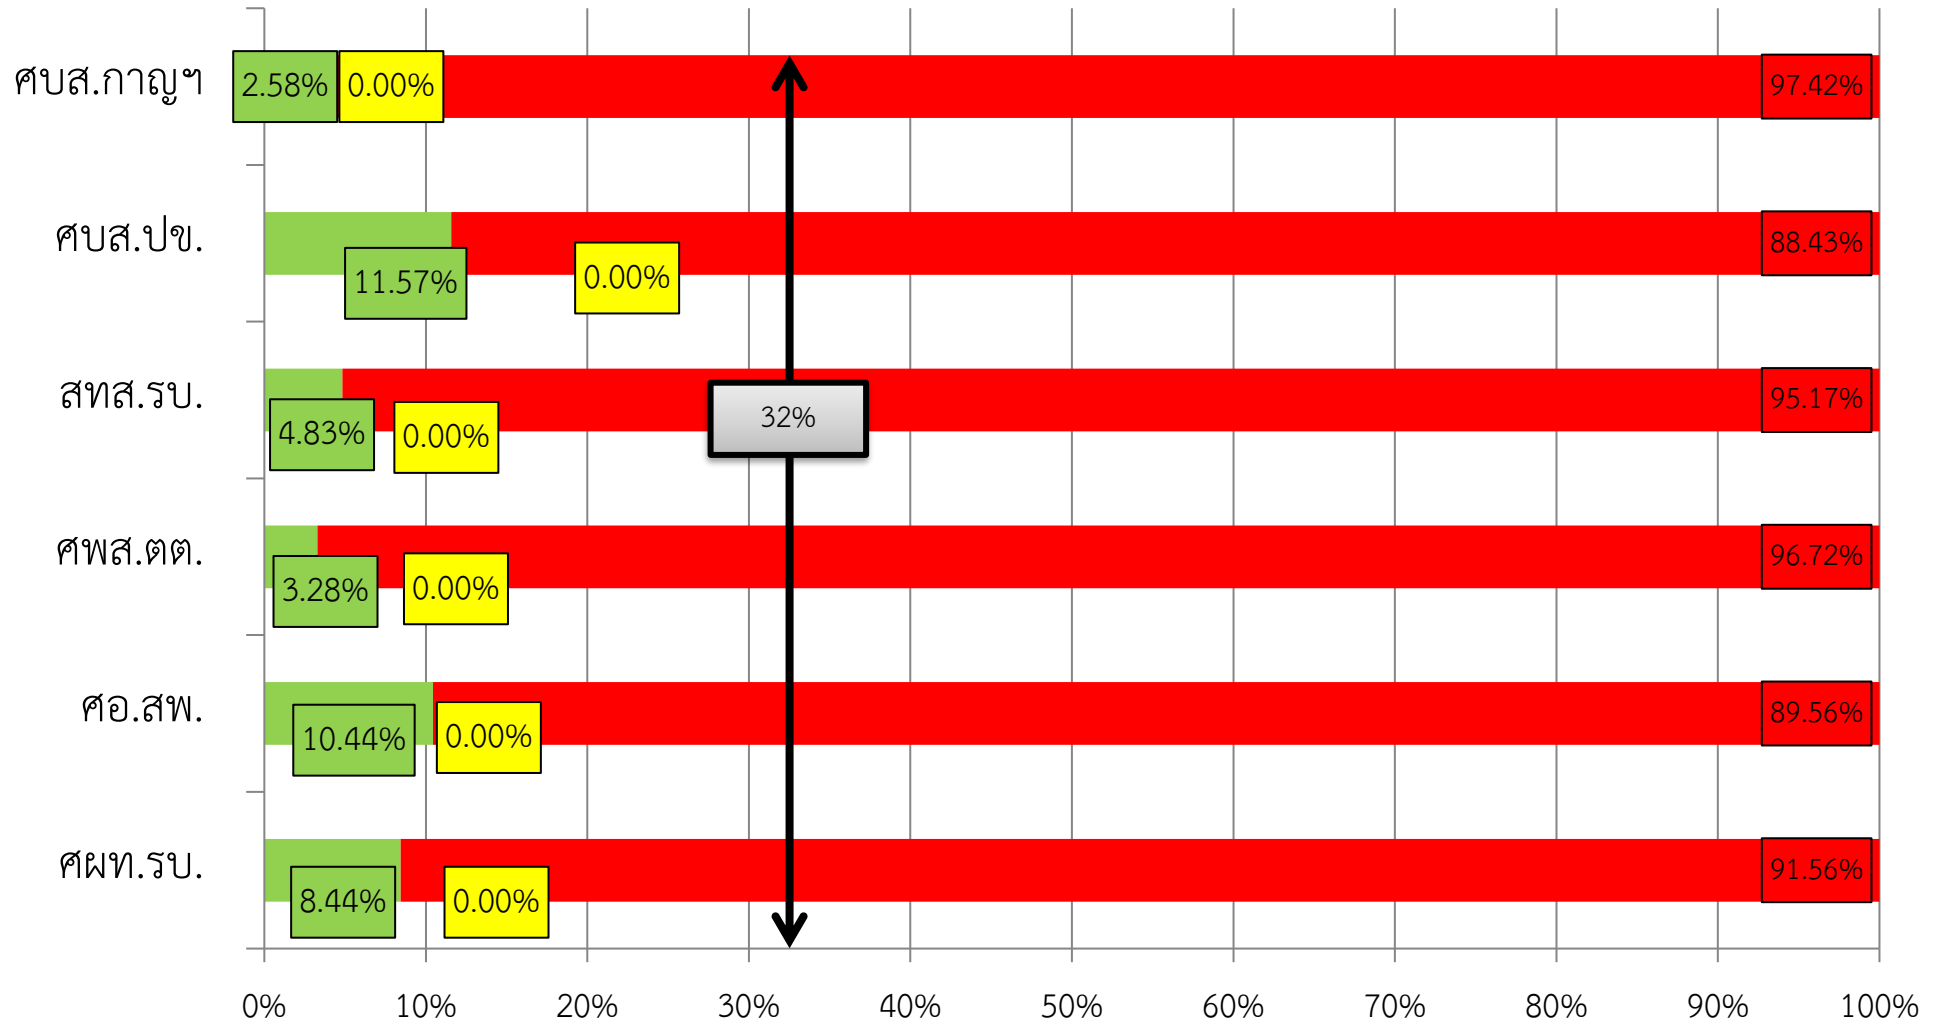 ศบส.กาญฯ 2.58% 0.00% 97.42%
ศบส.ปข. 11.57% 0.00% 88.43%
สทส.รบ. 4.83% 0.00% 32% 95.17%
ศพส.ตต. 3.28% 0.00% 96.72%
ศอ.สพ. 10.44% 0.00% 89.56%
ศผท.รบ. 8.44% 0.00% 91.56%
0% 10% 20% 30% 40% 50% 60% 70% 80% 90% 100%